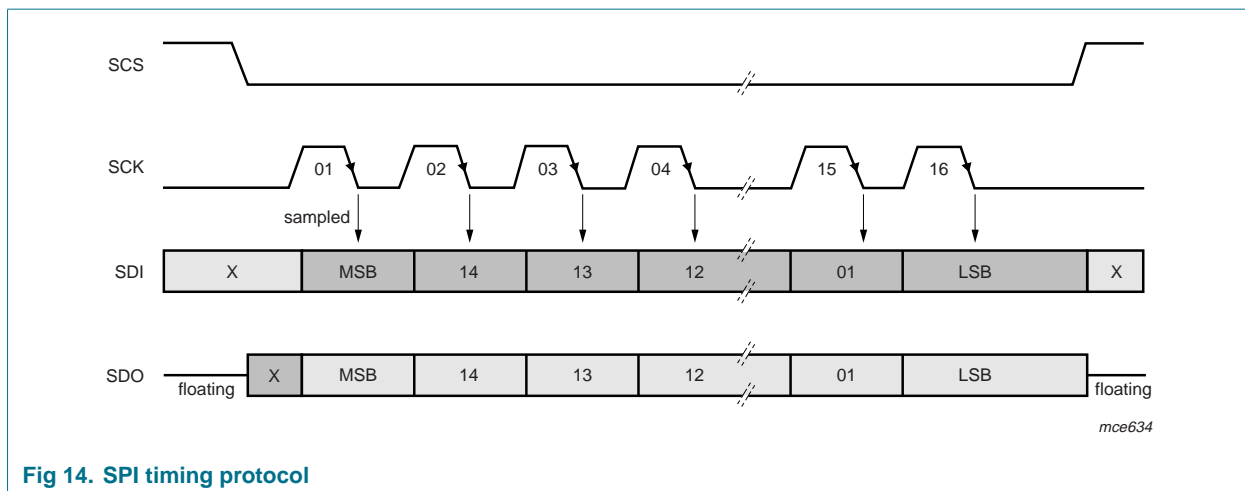 SCS
SCK 01 02 03 04 15 16
sampled
SDI X MSB 14 13 12 01 LSB X
SDO X MSB 14 13 12 01 LSB
floating floating
mce634
Fig 14. SPI timing protocol